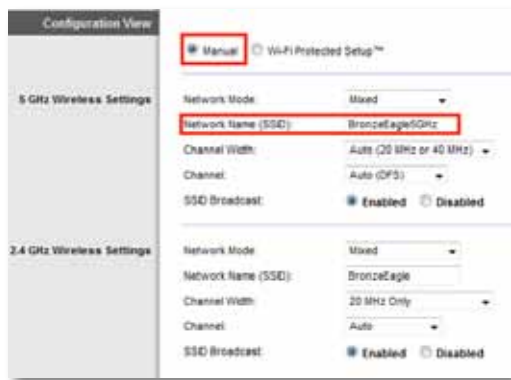 Configuration View
Manual Wi-Fi Protected Setup™
5 GHz Wireless Settings
Network Mode: Mixed
Network Name (SSID): BronzeEagle5GHz
Channel Width: Auto (20 MHz or 40 MHz)
Channel: Auto (DFS)
SSID Broadcast: Enabled Disabled
2.4 GHz Wireless Settings
Network Mode: Mixed
Network Name (SSID): BronzeEagle
Channel Width: 20 MHz Only
Channel: Auto
SSID Broadcast: Enabled Disabled